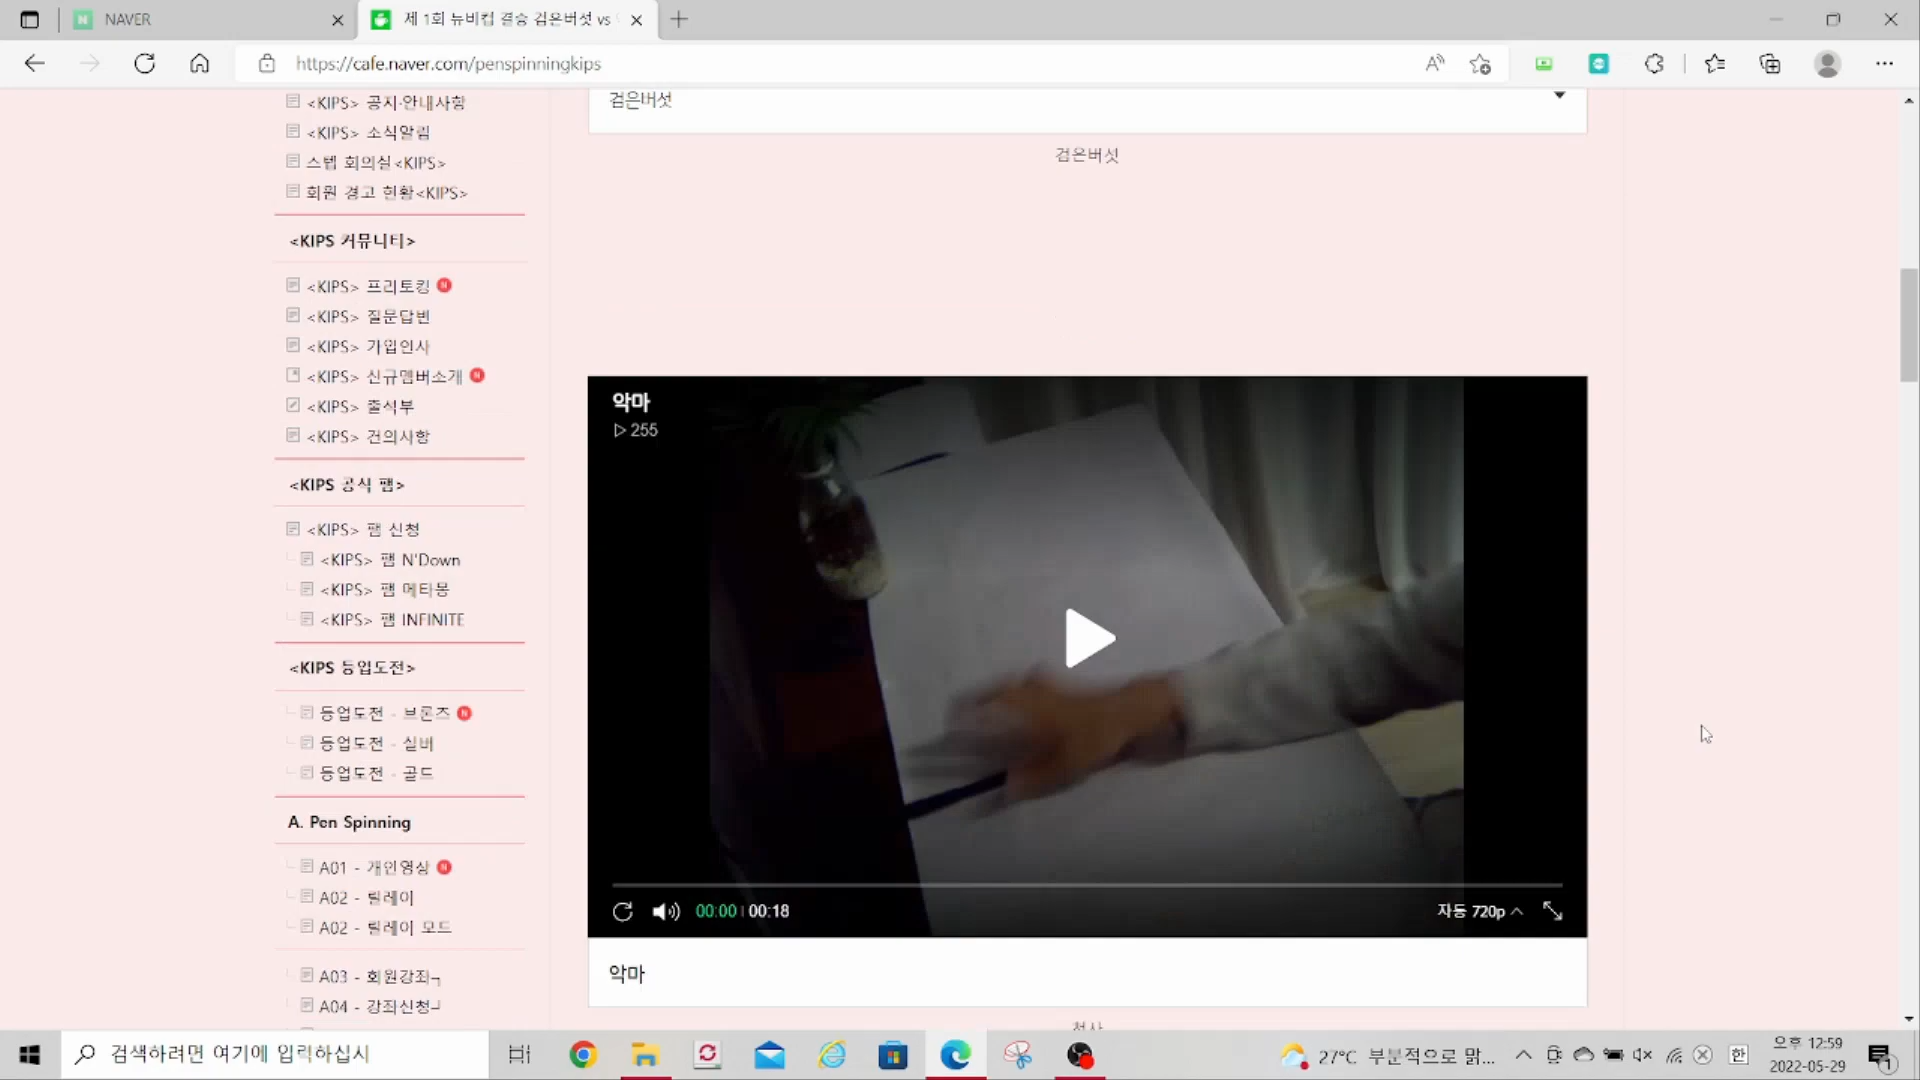 NAVER
제 1회 뉴비컵 결승 검은버섯 vs
https://cafe.naver.com/penspinningkips
<KIPS> 공지·안내사항
<KIPS> 소식알림
스텝 회의실<KIPS>
회원 경고 현황<KIPS>
<KIPS 커뮤니티>
<KIPS> 프리토킹
<KIPS> 질문답변
<KIPS> 가입인사
<KIPS> 신규멤버소개
<KIPS> 출석부
<KIPS> 건의사항
<KIPS 공식 팸>
<KIPS> 팸 신청
<KIPS> 팸 N'Down
<KIPS> 팸 메타몽
<KIPS> 팸 INFINITE
<KIPS 등업도전>
등업도전 - 브론즈
등업도전 - 실버
등업도전 - 골드
A. Pen Spinning
A01 - 개인영상
A02 - 릴레이
A02 - 릴레이 모드
A03 - 회원강좌┐
A04 - 강좌신청┘
검은버섯
검은버섯
악마
255
00:00 00:18
자동 720p
악마
검색하려면 여기에 입력하십시
27°C 부분적으로 맑...
한
오후 12:59
2022-05-29
1